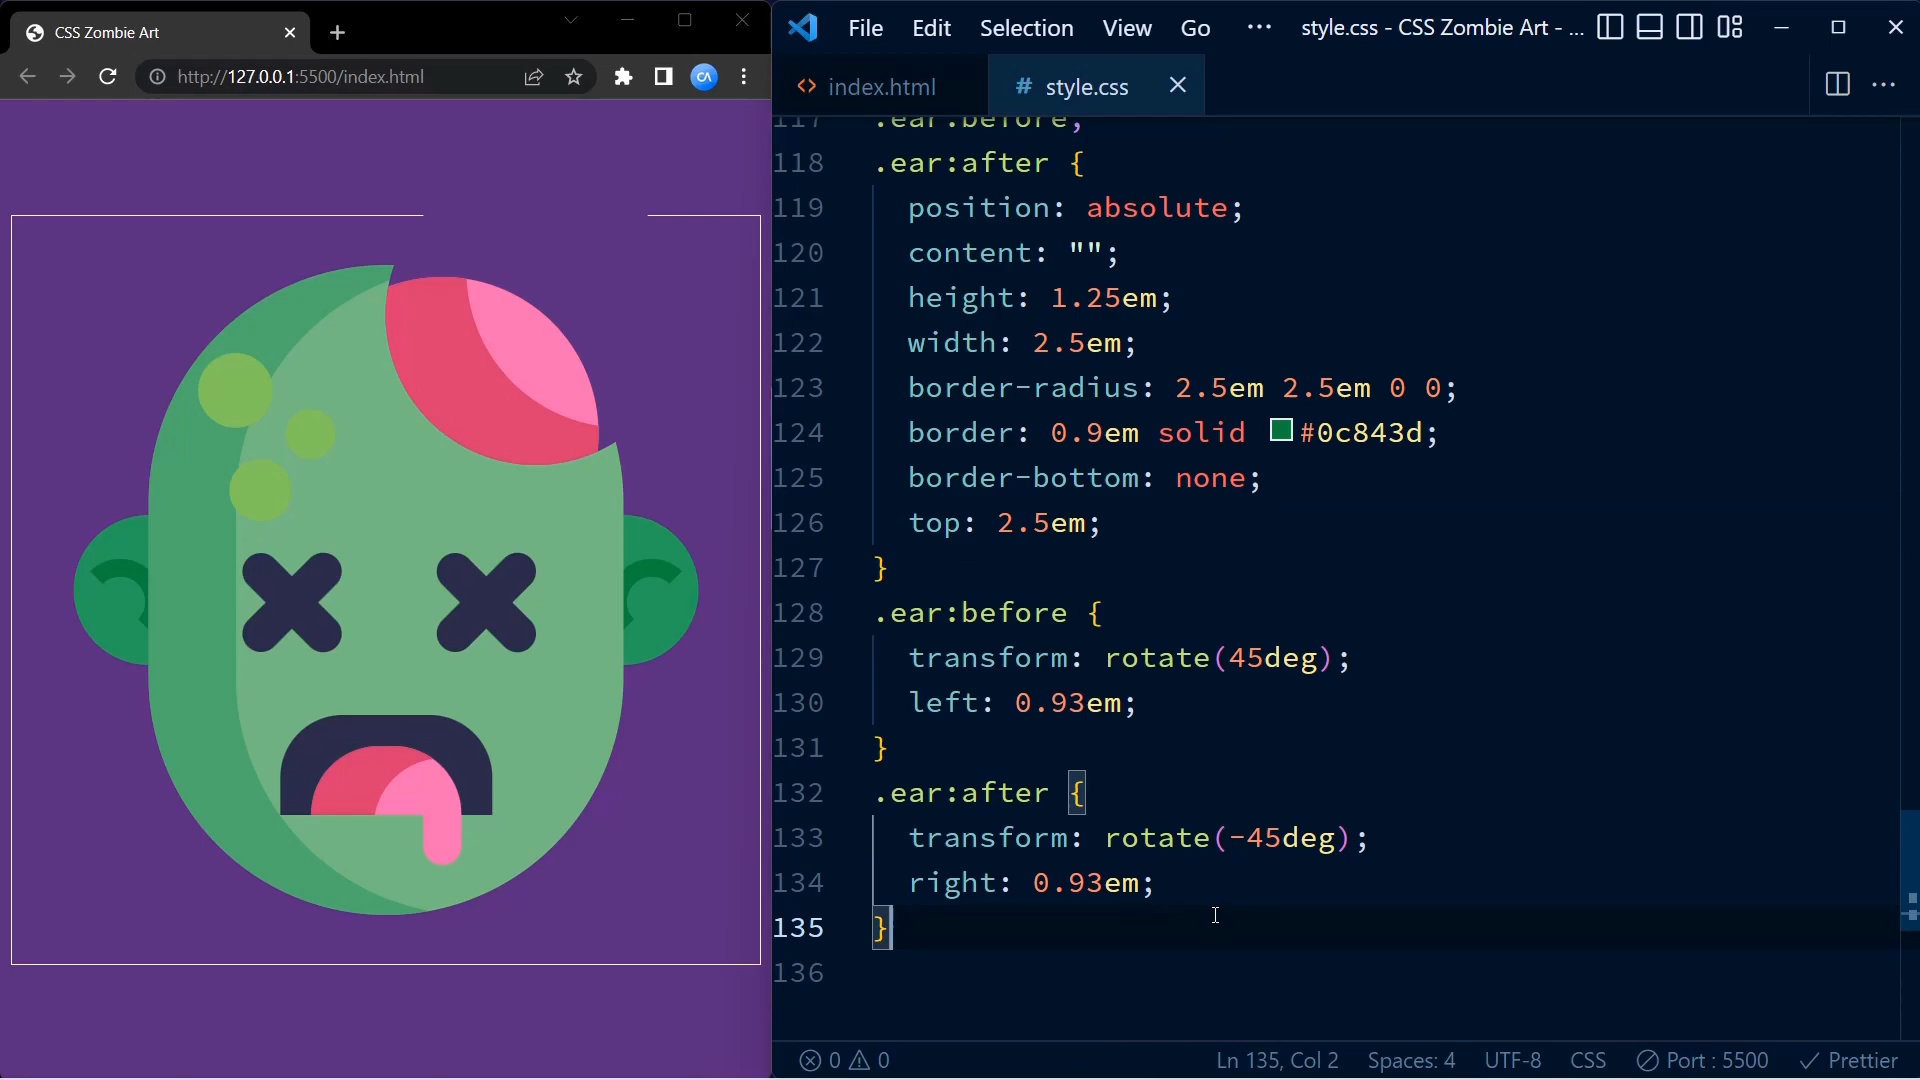 CSS Zombie Art
http://127.0.0.1:5500/index.html
CA
File Edit Selection View Go ··· style.css - CSS Zombie Art - ...
<> index.html # style.css
117 .ear:before,
118 .ear:after {
119 position: absolute;
120 content: "";
121 height: 1.25em;
122 width: 2.5em;
123 border-radius: 2.5em 2.5em 0 0;
124 border: 0.9em solid #0c843d;
125 border-bottom: none;
126 top: 2.5em;
127 }
128 .ear:before {
129 transform: rotate(45deg);
130 left: 0.93em;
131 }
132 .ear:after {
133 transform: rotate(-45deg);
134 right: 0.93em;
135 }
136
0 0 Ln 135, Col 2 Spaces: 4 UTF-8 CSS Port : 5500 Prettier